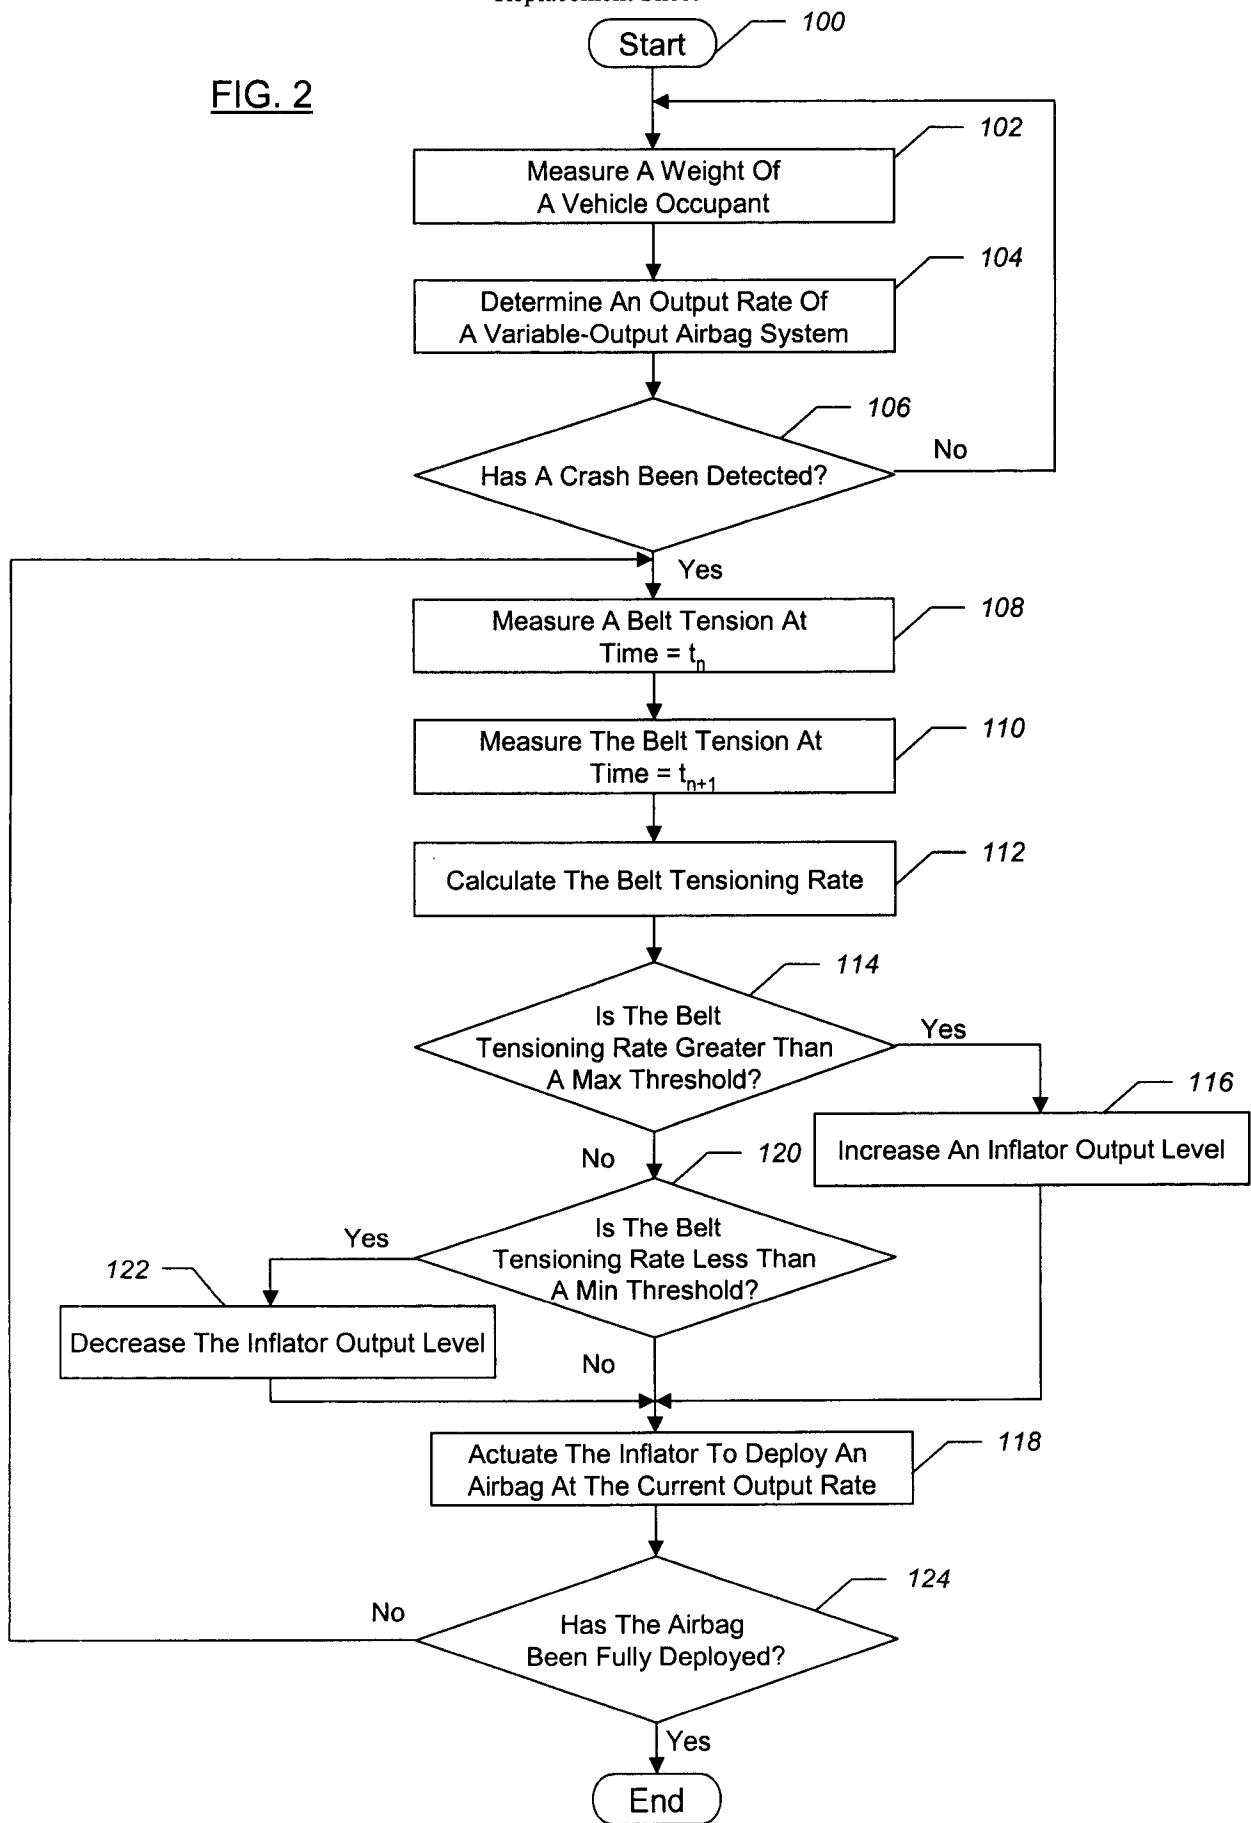 Start
100
FIG. 2
102
Measure A Weight Of
A Vehicle Occupant
104
Determine An Output Rate Of
A Variable-Output Airbag System
106
No
Has A Crash Been Detected?
Yes
108
Measure A Belt Tension At
Time = tn
110
Measure The Belt Tension At
Time = tn+1
112
Calculate The Belt Tensioning Rate
114
Is The Belt
Tensioning Rate Greater Than
A Max Threshold?
Yes
116
Increase An Inflator Output Level
No
120
Is The Belt
Tensioning Rate Less Than
A Min Threshold?
Yes
122
Decrease The Inflator Output Level
No
118
Actuate The Inflator To Deploy An
Airbag At The Current Output Rate
124
No
Has The Airbag
Been Fully Deployed?
Yes
End